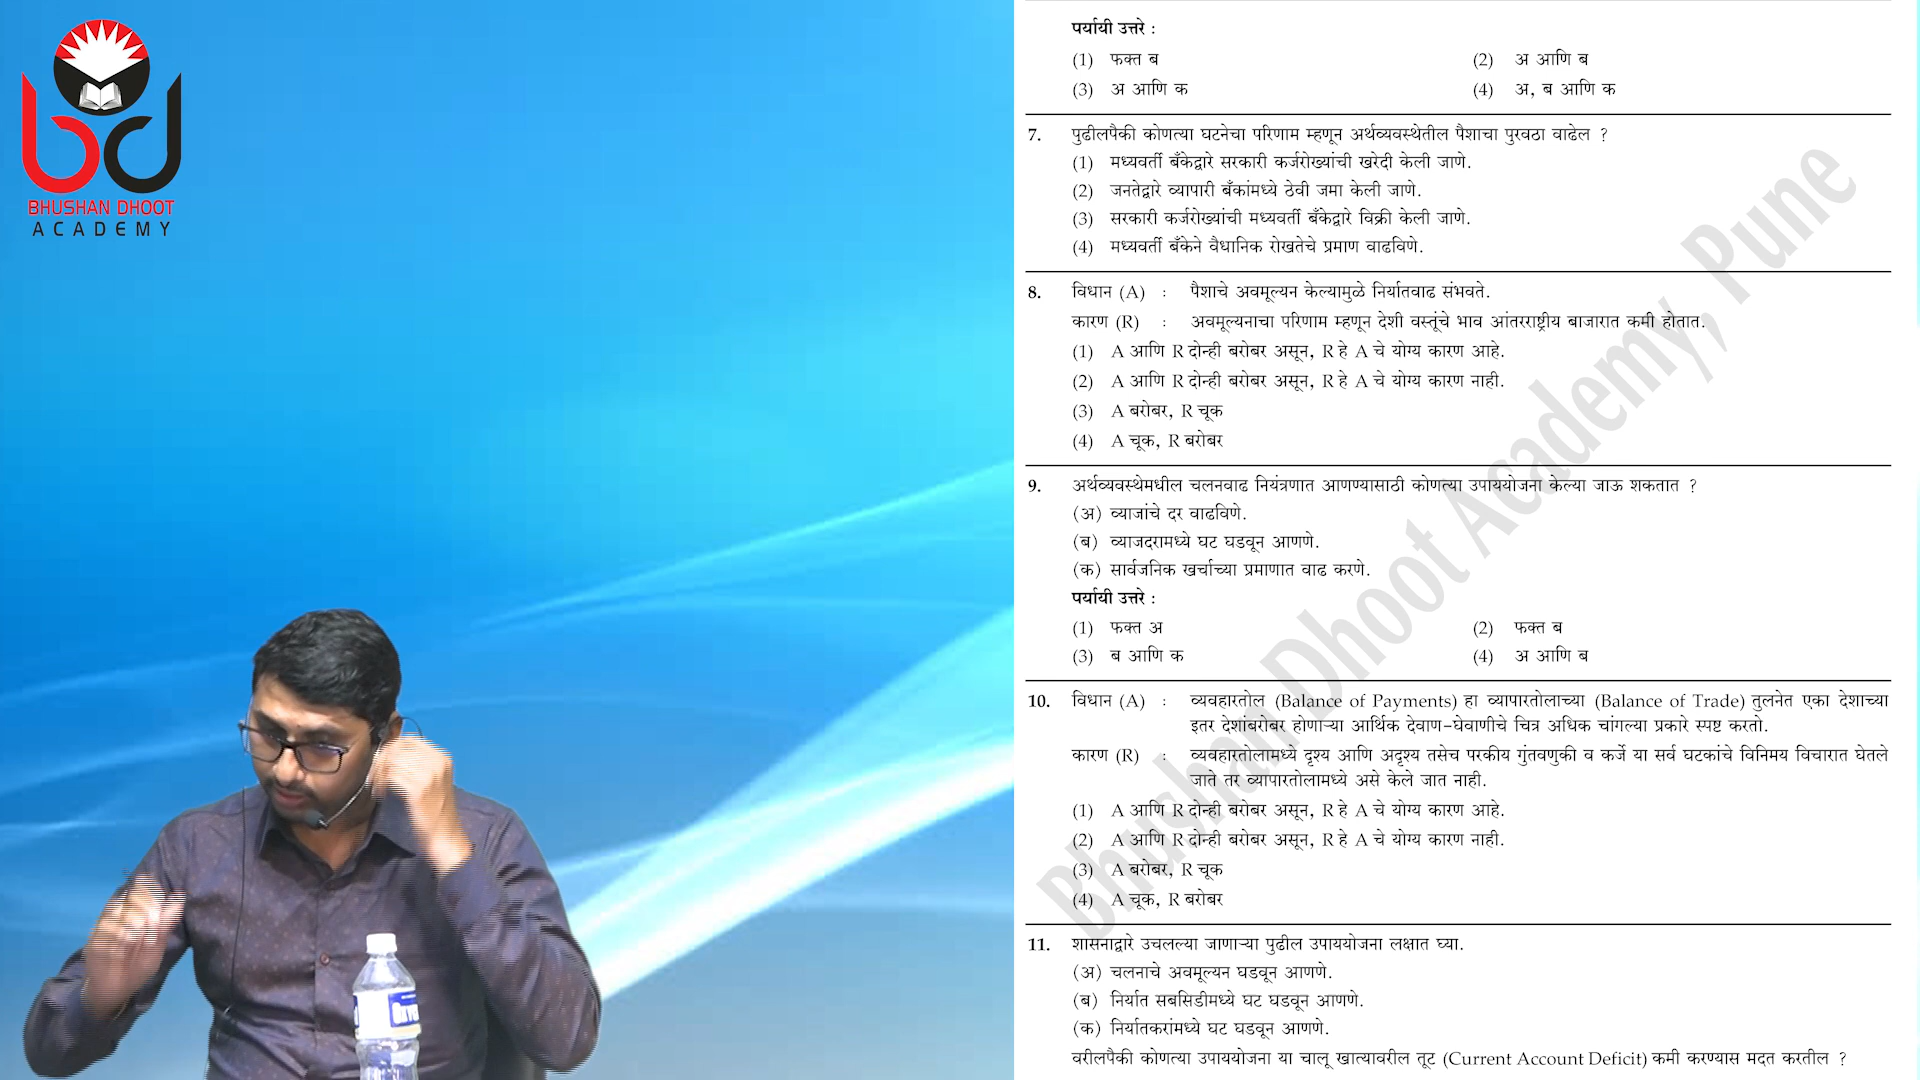 BHUSHAN DHOOT
ACADEMY
पर्यायी उत्तरे :
(1) फक्त ब (2) अ आणि ब
(3) अ आणि क (4) अ, ब आणि क
7. पुढीलपैकी कोणत्या घटनेचा परिणाम म्हणून अर्थव्यवस्थेतील पैशाचा पुरवठा वाढेल ?
(1) मध्यवर्ती बँकेद्वारे सरकारी कर्जरोख्यांची खरेदी केली जाणे.
(2) जनतेद्वारे व्यापारी बँकांमध्ये ठेवी जमा केली जाणे.
(3) सरकारी कर्जरोख्यांची मध्यवर्ती बँकेद्वारे विक्री केली जाणे.
(4) मध्यवर्ती बँकेने वैधानिक रोखतेचे प्रमाण वाढविणे.
8. विधान (A) : पैशाचे अवमूल्यन केल्यामुळे निर्यातवाढ संभवते.
कारण (R) : अवमूल्यनाचा परिणाम म्हणून देशी वस्तूंचे भाव आंतरराष्ट्रीय बाजारात कमी होतात.
(1) A आणि R दोन्ही बरोबर असून, R हे A चे योग्य कारण आहे.
(2) A आणि R दोन्ही बरोबर असून, R हे A चे योग्य कारण नाही.
(3) A बरोबर, R चूक
(4) A चूक, R बरोबर
9. अर्थव्यवस्थेमधील चलनवाढ नियंत्रणात आणण्यासाठी कोणत्या उपाययोजना केल्या जाऊ शकतात ?
(अ) व्याजांचे दर वाढविणे.
(ब) व्याजदरामध्ये घट घडवून आणणे.
(क) सार्वजनिक खर्चाच्या प्रमाणात वाढ करणे.
पर्यायी उत्तरे :
(1) फक्त अ (2) फक्त ब
(3) ब आणि क (4) अ आणि ब
10. विधान (A) : व्यवहारतोल (Balance of Payments) हा व्यापारतोलाच्या (Balance of Trade) तुलनेत एका देशाच्या
इतर देशांबरोबर होणाऱ्या आर्थिक देवाण-घेवाणीचे चित्र अधिक चांगल्या प्रकारे स्पष्ट करतो.
कारण (R) : व्यवहारतोलामध्ये दृश्य आणि अदृश्य तसेच परकीय गुंतवणुकी व कर्जे या सर्व घटकांचे विनिमय विचारात घेतले
जाते तर व्यापारतोलामध्ये असे केले जात नाही.
(1) A आणि R दोन्ही बरोबर असून, R हे A चे योग्य कारण आहे.
(2) A आणि R दोन्ही बरोबर असून, R हे A चे योग्य कारण नाही.
(3) A बरोबर, R चूक
(4) A चूक, R बरोबर
11. शासनाद्वारे उचलल्या जाणाऱ्या पुढील उपाययोजना लक्षात घ्या.
(अ) चलनाचे अवमूल्यन घडवून आणणे.
(ब) निर्यात सबसिडीमध्ये घट घडवून आणणे.
(क) निर्यातकरांमध्ये घट घडवून आणणे.
वरीलपैकी कोणत्या उपाययोजना या चालू खात्यावरील तूट (Current Account Deficit) कमी करण्यास मदत करतील ?
Bhushan Dhoot Academy, Pune